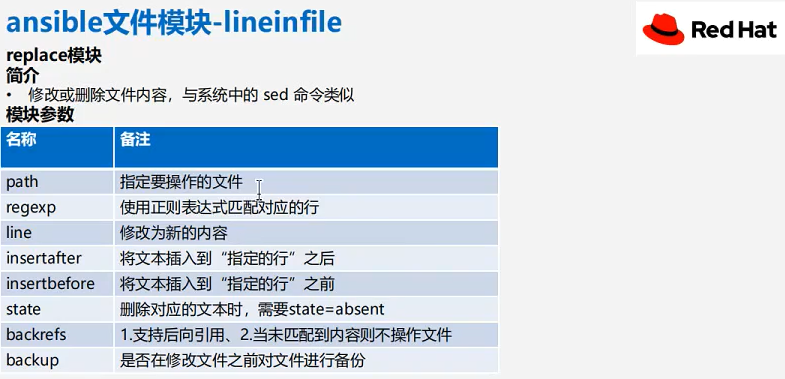 ansible文件模块-lineinfile
Red Hat
replace模块
简介
• 修改或删除文件内容，与系统中的 sed 命令类似
模块参数
名称 备注
path 指定要操作的文件
regexp 使用正则表达式匹配对应的行
line 修改为新的内容
insertafter 将文本插入到“指定的行”之后
insertbefore 将文本插入到“指定的行”之前
state 删除对应的文本时，需要state=absent
backrefs 1.支持后向引用、2.当未匹配到内容则不操作文件
backup 是否在修改文件之前对文件进行备份